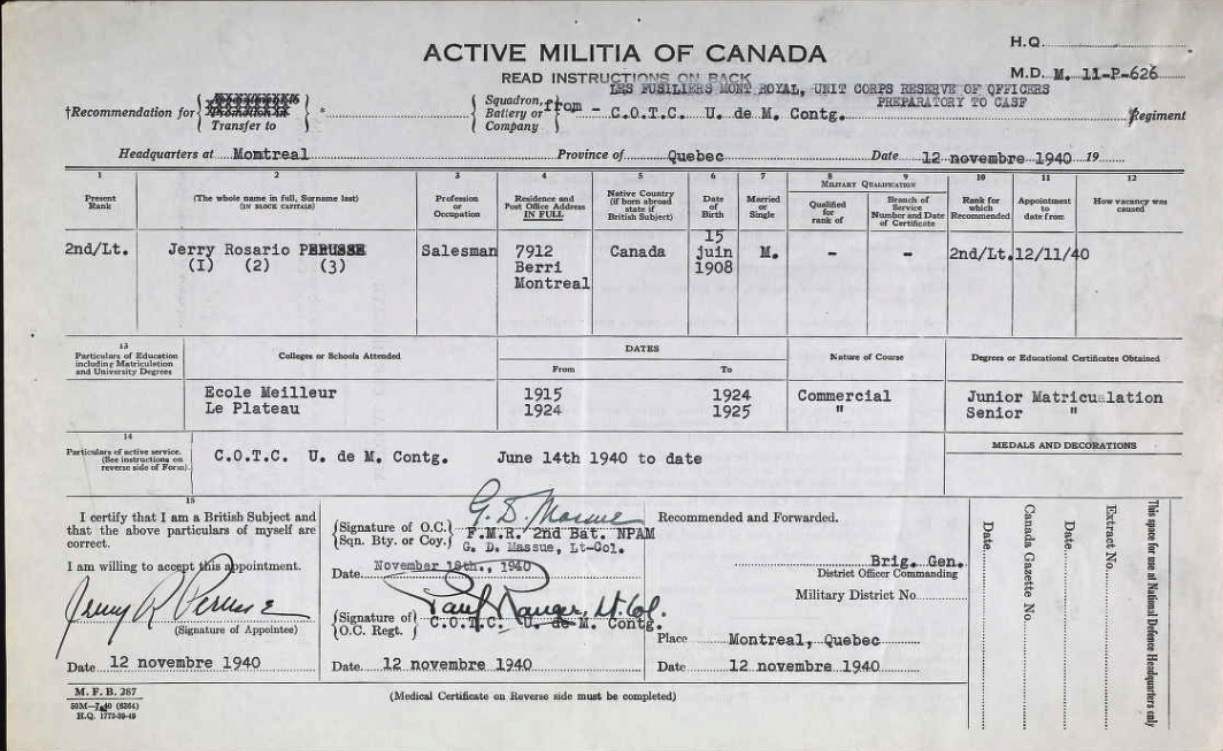 ACTIVE MILITIA OF CANADA
H.Q.
READ INSTRUCTIONS ON BACK
M.D. M. 11-P-626
LES FUSILIERS MONT ROYAL, UNIT CORPS RESERVE OF OFFICERS
PREPARATORY TO CASF
†Recommendation for
Transfer to
*
Squadron,
Battery or
Company
from - C.O.T.C. U. de M. Contg.
Regiment
Headquarters at Montreal Province of Quebec Date 12 novembre 1940 19
1 2 3 4 5 6 7 8 9 10 11 12
MILITARY QUALIFICATION
Present
Rank
(The whole name in full, Surname last)
(IN BLOCK CAPITALS)
Profession
or
Occupation
Residence and
Post Office Address
IN FULL
Native Country
(if born abroad
state if
British Subject)
Date
of
Birth
Married
or
Single
Qualified
for
rank of
Branch of
Service
Number and Date
of Certificate
Rank for
which
Recommended
Appointment
to
date from
How vacancy was
caused
2nd/Lt.
Jerry Rosario PERUSSE
(1) (2) (3)
Salesman
7912
Berri
Montreal
Canada
15
juin
1908
M.
-
-
2nd/Lt.
12/11/40
13
Particulars of Education
including Matriculation
and University Degrees
Colleges or Schools Attended
DATES
From To
Nature of Course
Degrees or Educational Certificates Obtained
Ecole Meilleur 1915 1924 Commercial Junior Matriculation
Le Plateau 1924 1925 " Senior "
14
Particulars of active service.
(See instructions on
reverse side of Form).
C.O.T.C. U. de M. Contg. June 14th 1940 to date
MEDALS AND DECORATIONS
15
I certify that I am a British Subject and
that the above particulars of myself are
correct.
I am willing to accept this appointment.
Jerry R Perusse
(Signature of Appointee)
Date 12 novembre 1940
G. D. Massue
Signature of O.C.
Sqn. Bty. or Coy.
F.M.R. 2nd Bat. NPAM
G. D. Massue, Lt-Col.
Date November 18th., 1940
Paul Ranger, Lt. Col.
Signature of
O.C. Regt.
C.O.T.C. U. de M. Contg.
Date 12 novembre 1940
Recommended and Forwarded.
Brig. Gen.
District Officer Commanding
Military District No
Place Montreal, Quebec
Date 12 novembre 1940
Date
Canada Gazette No.
Date
Extract No.
This space for use at National Defence Headquarters only
M. F. B. 267
50M—7-40 (6364)
H.Q. 1772-39-49
(Medical Certificate on Reverse side must be completed)